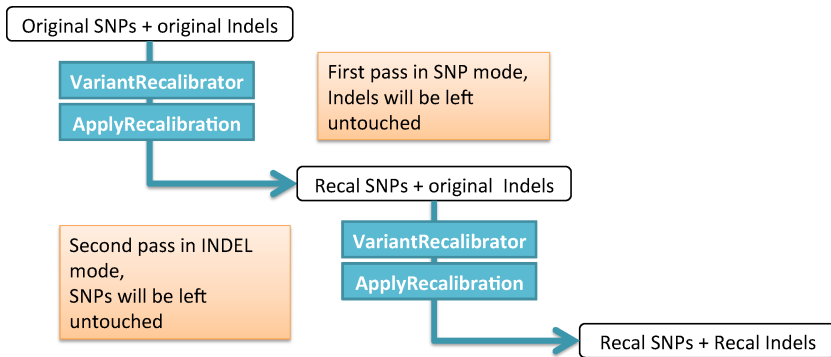 Original SNPs + original Indels
VariantRecalibrator
ApplyRecalibration
First pass in SNP mode,
Indels will be left
untouched
Recal SNPs + original Indels
Second pass in INDEL
mode,
SNPs will be left
untouched
VariantRecalibrator
ApplyRecalibration
Recal SNPs + Recal Indels